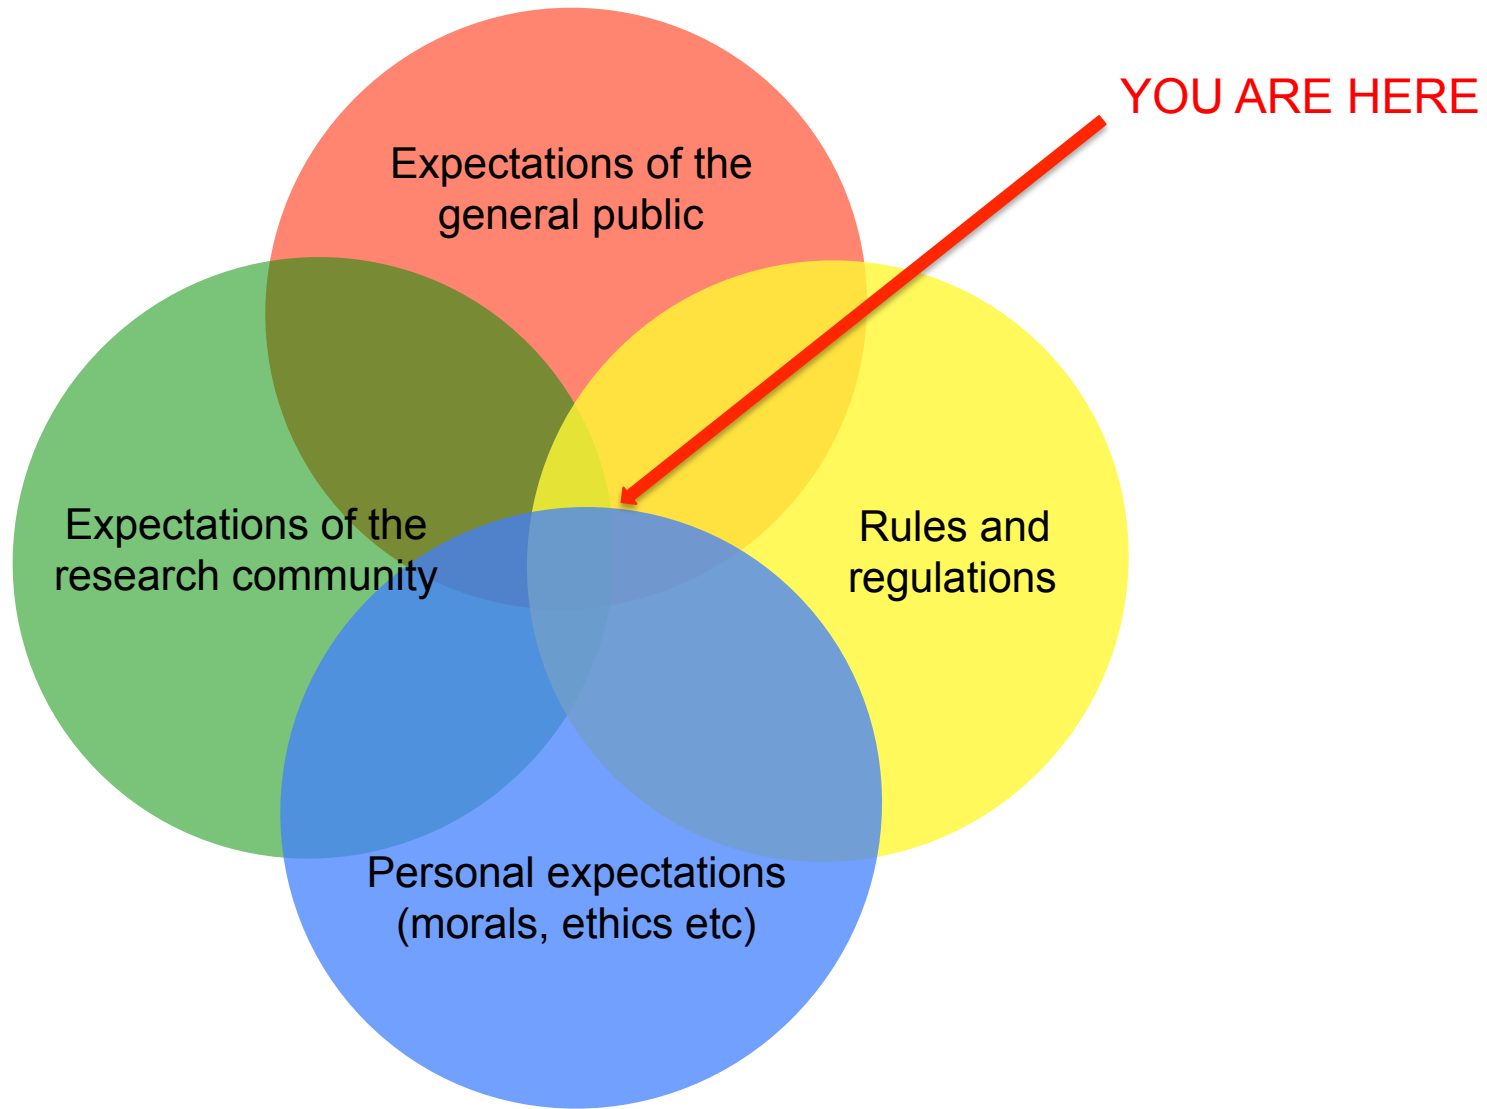 YOU ARE HERE
Expectations of the
general public
Expectations of the
research community
Rules and
regulations
Personal expectations
(morals, ethics etc)